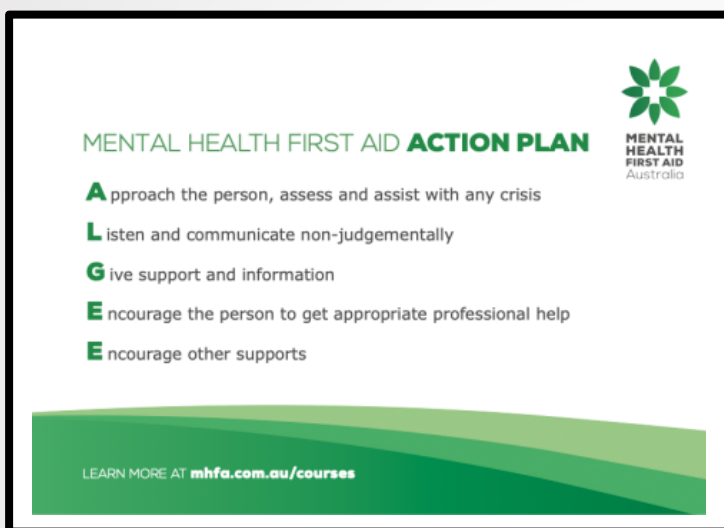 MENTAL HEALTH FIRST AID ACTION PLAN
MENTAL
HEALTH
FIRST AID
Australia
Approach the person, assess and assist with any crisis
Listen and communicate non-judgementally
Give support and information
Encourage the person to get appropriate professional help
Encourage other supports
LEARN MORE AT mhfa.com.au/courses